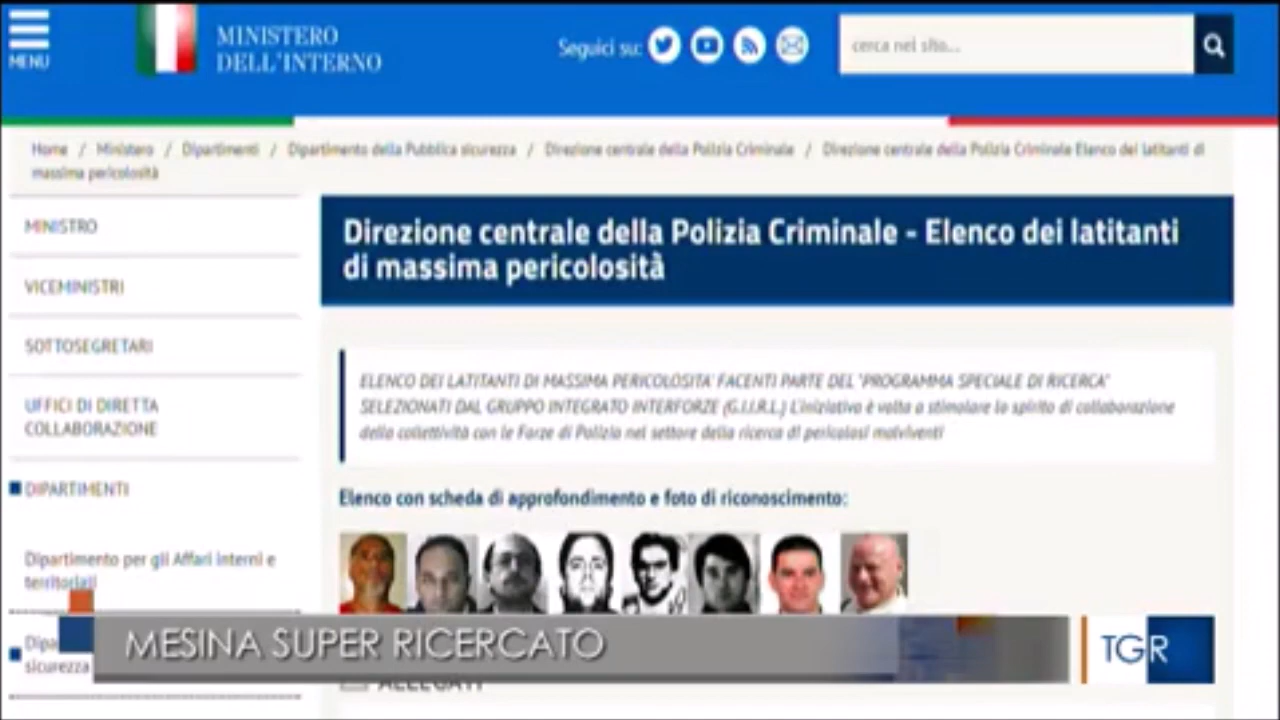 MENU
MINISTERO
DELL'INTERNO
Seguici su:
cerca nel sito...
Home / Ministero / Dipartimenti / Dipartimento della Pubblica sicurezza / Direzione centrale della Polizia Criminale / Direzione centrale della Polizia Criminale Elenco dei latitanti di
massima pericolosità
MINISTRO
VICEMINISTRI
SOTTOSEGRETARI
UFFICI DI DIRETTA
COLLABORAZIONE
DIPARTIMENTI
Dipartimento per gli Affari interni e
territoriali
sicurezza
Direzione centrale della Polizia Criminale - Elenco dei latitanti
di massima pericolosità
ELENCO DEI LATITANTI DI MASSIMA PERICOLOSITA' FACENTI PARTE DEL "PROGRAMMA SPECIALE DI RICERCA"
SELEZIONATI DAL GRUPPO INTEGRATO INTERFORZE (G.I.I.R.L.) L'iniziativa è volta a stimolare lo spirito di collaborazione
della collettività con le Forze di Polizia nel settore della ricerca di pericolosi malviventi
Elenco con scheda di approfondimento e foto di riconoscimento:
ALLEGATI
MESINA SUPER RICERCATO
TGR